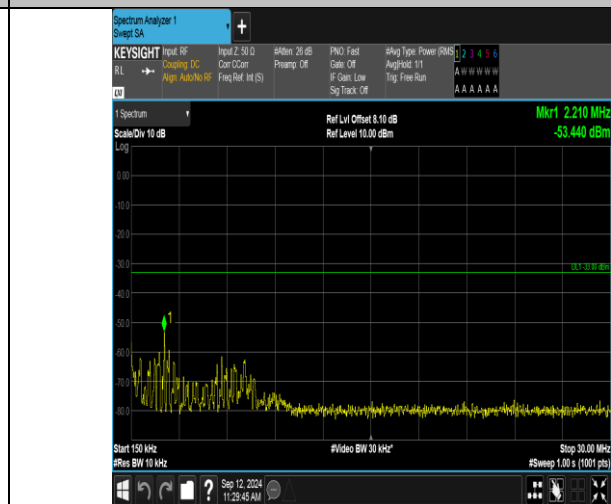 Spectrum Analyzer 1
Swept SA
+
KEYSIGHT Input: RF Input Z: 50 Ω #Atten: 26 dB PNO: Fast #Avg Type: Power (RMS 1 2 3 4 5 6
RL Coupling: DC Corr CCorr Preamp: Off Gate: Off Avg|Hold: 1/1 A W W W W W
Align: Auto/No RF Freq Ref: Int (S) IF Gain: Low Trig: Free Run A A A A A A
Sig Track: Off
LXI
1 Spectrum Ref Lvl Offset 8.10 dB Mkr1 2.210 MHz
Scale/Div 10 dB Ref Level 10.00 dBm -53.440 dBm
Log
0.00
-10.0
-20.0
-30.0
DL1 -33.00 dBm
-40.0
-50.0
1
-60.0
-70.0
-80.0
Start 150 kHz #Video BW 30 kHz* Stop 30.00 MHz
#Res BW 10 kHz #Sweep 1.00 s (1001 pts)
? Sep 12, 2024
11:29:45 AM